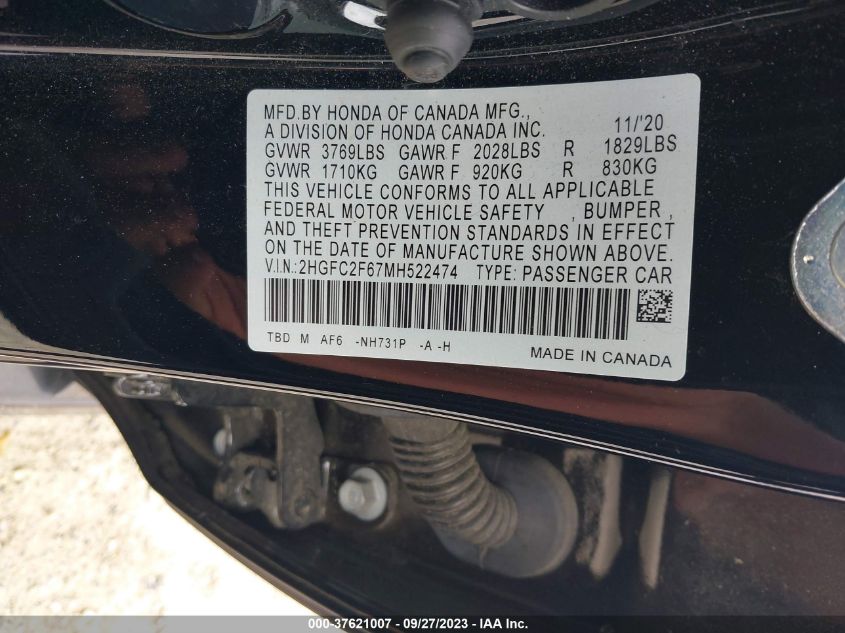 MFD.BY HONDA OF CANADA MFG.,
A DIVISION OF HONDA CANADA INC. 11/'20
GVWR 3769LBS GAWR F 2028LBS R 1829LBS
GVWR 1710KG GAWR F 920KG R 830KG
THIS VEHICLE CONFORMS TO ALL APPLICABLE
FEDERAL MOTOR VEHICLE SAFETY , BUMPER ,
AND THEFT PREVENTION STANDARDS IN EFFECT
ON THE DATE OF MANUFACTURE SHOWN ABOVE.
V.I.N.: 2HGFC2F67MH522474 TYPE: PASSENGER CAR
TBD M AF6 -NH731P -A -H
MADE IN CANADA
000-37621007 - 09/27/2023 - IAA Inc.